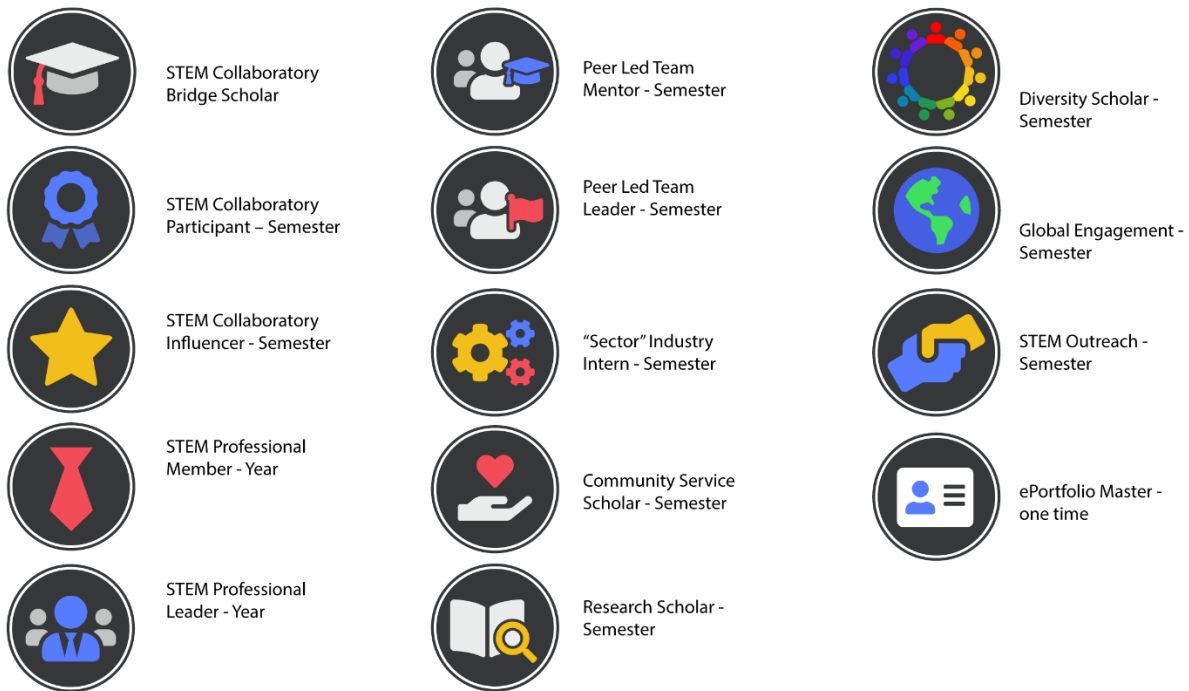 STEM Collaboratory
Bridge Scholar
STEM Collaboratory
Participant – Semester
STEM Collaboratory
Influencer - Semester
STEM Professional
Member - Year
STEM Professional
Leader - Year
Peer Led Team
Mentor - Semester
Peer Led Team
Leader - Semester
“Sector” Industry
Intern - Semester
Community Service
Scholar - Semester
Research Scholar -
Semester
Diversity Scholar -
Semester
Global Engagement -
Semester
STEM Outreach -
Semester
ePortfolio Master -
one time